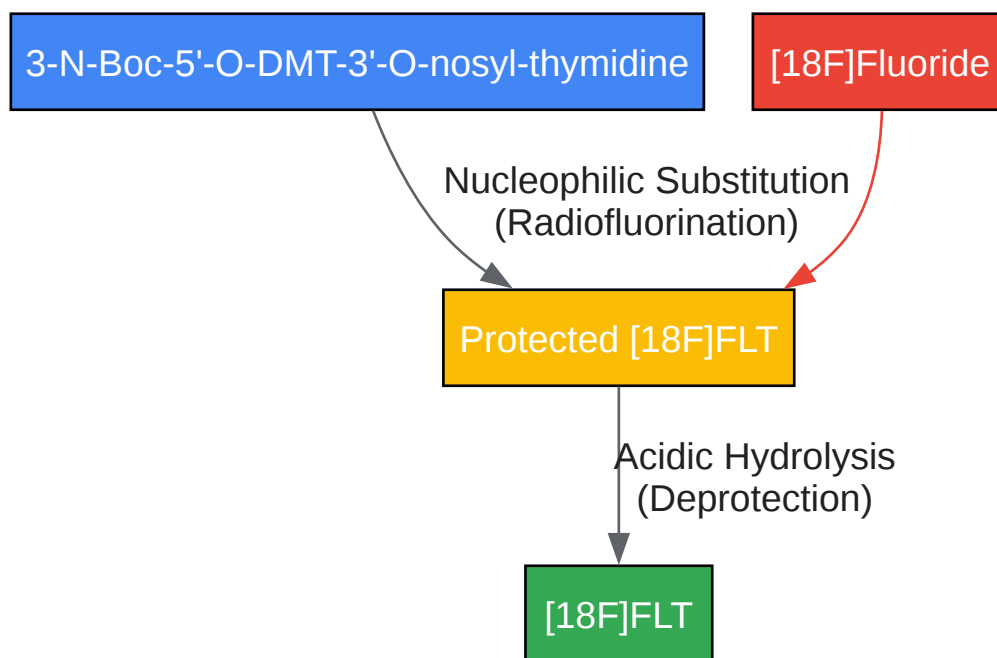 3-N-Boc-5'-O-DMT-3'-O-nosyl-thymidine
[18F]Fluoride
Nucleophilic Substitution
(Radiofluorination)
Protected [18F]FLT
Acidic Hydrolysis
(Deprotection)
[18F]FLT